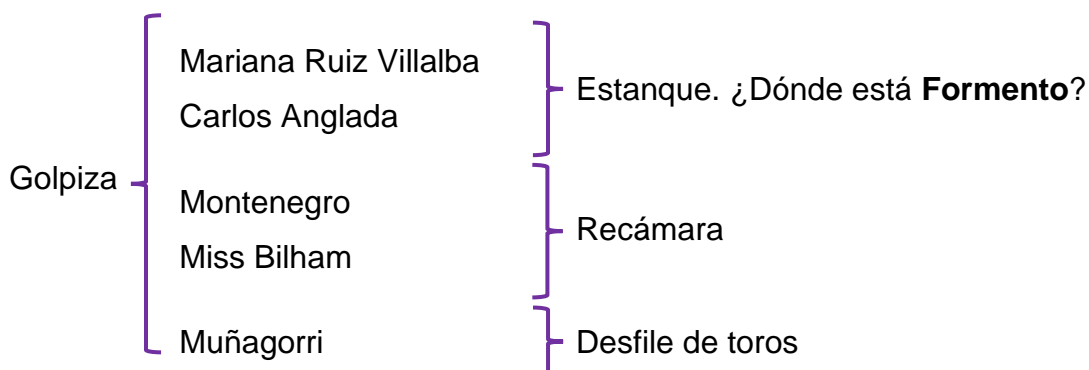 Mariana Ruiz Villalba
Carlos Anglada
Estanque. ¿Dónde está Formento?
Golpiza
Montenegro
Miss Bilham
Recámara
Muñagorri
Desfile de toros